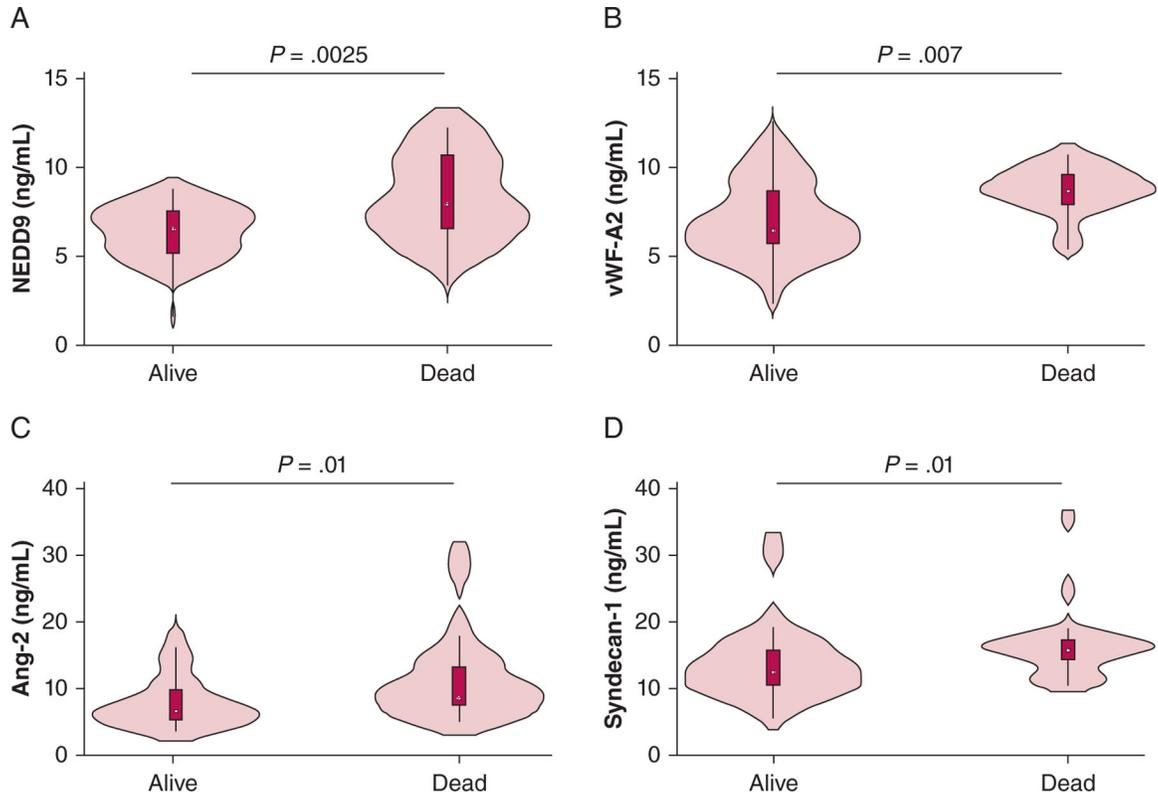 A
P = .0025
NEDD9 (ng/mL)
15
10
5
0
Alive
Dead
B
P = .007
vWF-A2 (ng/mL)
15
10
5
0
Alive
Dead
C
P = .01
Ang-2 (ng/mL)
40
30
20
10
0
Alive
Dead
D
P = .01
Syndecan-1 (ng/mL)
40
30
20
10
0
Alive
Dead